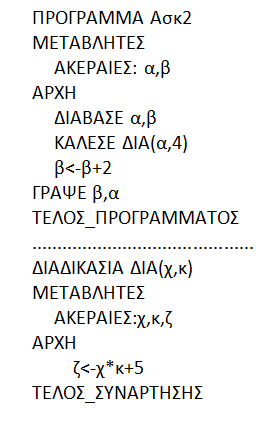 ΠΡΟΓΡΑΜΜΑ Ασκ2
ΜΕΤΑΒΛΗΤΕΣ
ΑΚΕΡΑΙΕΣ: α,β
ΑΡΧΗ
ΔΙΑΒΑΣΕ α,β
ΚΑΛΕΣΕ ΔΙΑ(α,4)
β<-β+2
ΓΡΑΨΕ β,α
ΤΕΛΟΣ_ΠΡΟΓΡΑΜΜΑΤΟΣ
............................................
ΔΙΑΔΙΚΑΣΙΑ ΔΙΑ(χ,κ)
ΜΕΤΑΒΛΗΤΕΣ
ΑΚΕΡΑΙΕΣ:χ,κ,ζ
ΑΡΧΗ
ζ<-χ*κ+5
ΤΕΛΟΣ_ΣΥΝΑΡΤΗΣΗΣ